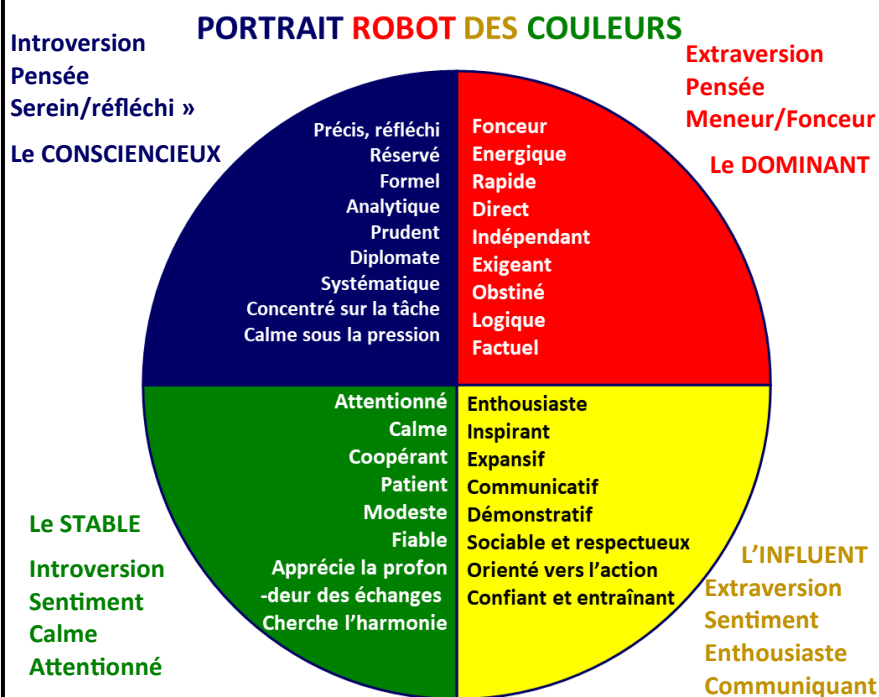 PORTRAIT ROBOT DES COULEURS
Introversion
Pensée
Serein/réfléchi »
Le CONSCIENCIEUX
Extraversion
Pensée
Meneur/Fonceur
Le DOMINANT
Précis, réfléchi
Réservé
Formel
Analytique
Prudent
Diplomate
Systématique
Concentré sur la tâche
Calme sous la pression
Fonceur
Energique
Rapide
Direct
Indépendant
Exigeant
Obstiné
Logique
Factuel
Attentionné
Calme
Coopérant
Patient
Modeste
Fiable
Apprécie la profon
-deur des échanges
Cherche l’harmonie
Enthousiaste
Inspirant
Expansif
Communicatif
Démonstratif
Sociable et respectueux
Orienté vers l’action
Confiant et entraînant
Le STABLE
Introversion
Sentiment
Calme
Attentionné
L’INFLUENT
Extraversion
Sentiment
Enthousiaste
Communiquant